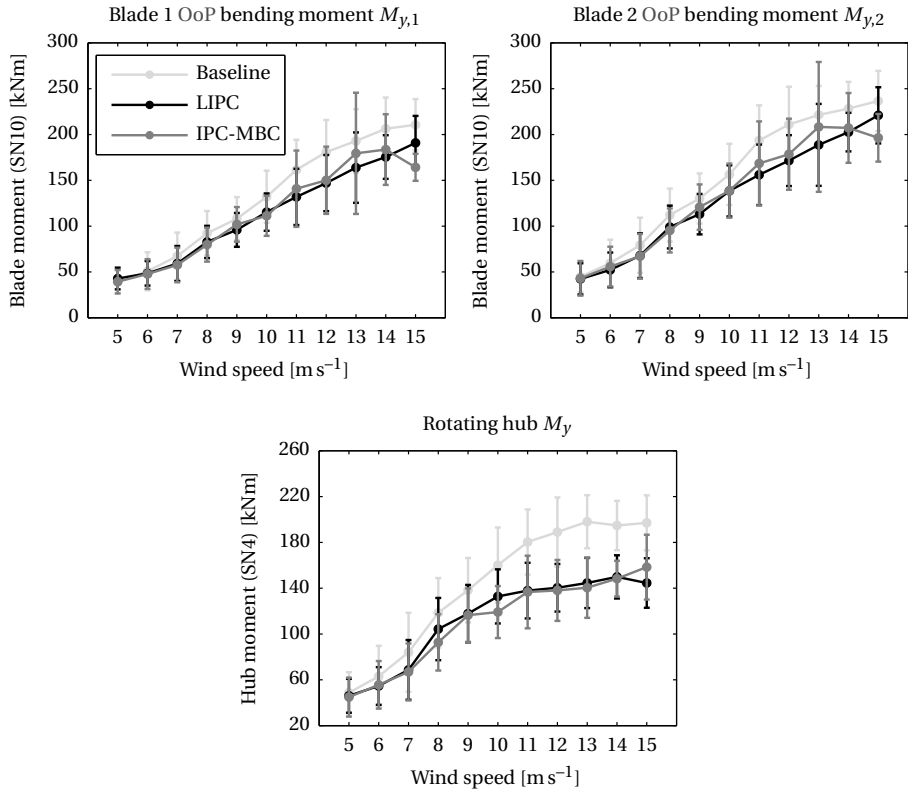 Blade 1 OoP bending moment My,1
Blade moment (SN10) [kNm]
300
250
200
150
100
50
0
Baseline
LIPC
IPC-MBC
5 6 7 8 9 10 11 12 13 14 15
Wind speed [m s−1]
Blade 2 OoP bending moment My,2
Blade moment (SN10) [kNm]
300
250
200
150
100
50
0
5 6 7 8 9 10 11 12 13 14 15
Wind speed [m s−1]
Rotating hub My
Hub moment (SN4) [kNm]
260
220
180
140
100
60
20
5 6 7 8 9 10 11 12 13 14 15
Wind speed [m s−1]